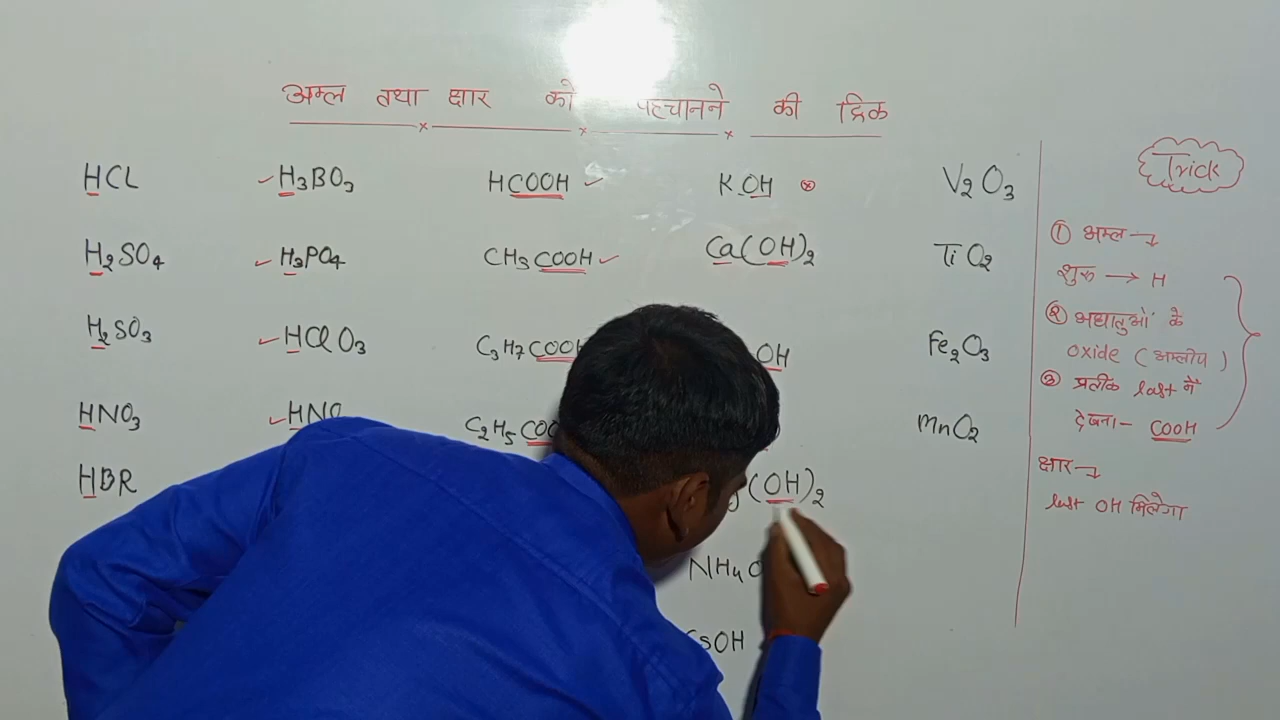 अम्ल तथा क्षार को पहचानने की ट्रिक
HCL H3BO3 HCOOH KOH V2O3
H2SO4 H3PO4 CH3COOH Ca(OH)2 TiO2
H2SO3 HClO3 C3H7COOH OH Fe2O3
HNO3 HNO C2H5COO MnO2
HBR (OH)2
NH4O
CsOH
Trick
① अम्ल →
शुरू → H
② अधातुओं के
oxide (अम्लीय)
③ प्रतीक last में
देखना - COOH
क्षार →
last OH मिलेगा